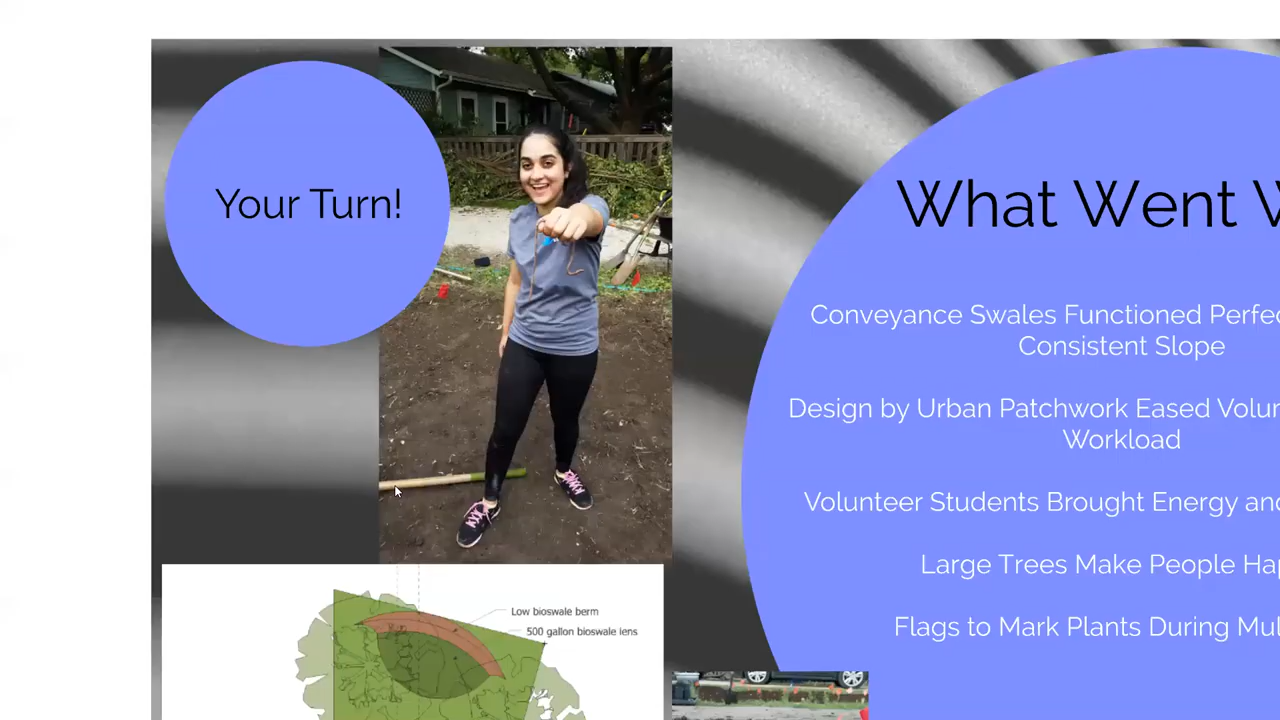 Your Turn!
What Went
Conveyance Swales Functioned
Consistent Slope
Design by Urban Patchwork Eased
Workload
Volunteer Students Brought Energy
Large Trees Make People
Flags to Mark Plants During
Low bioswale berm
500 gallon bioswale lens